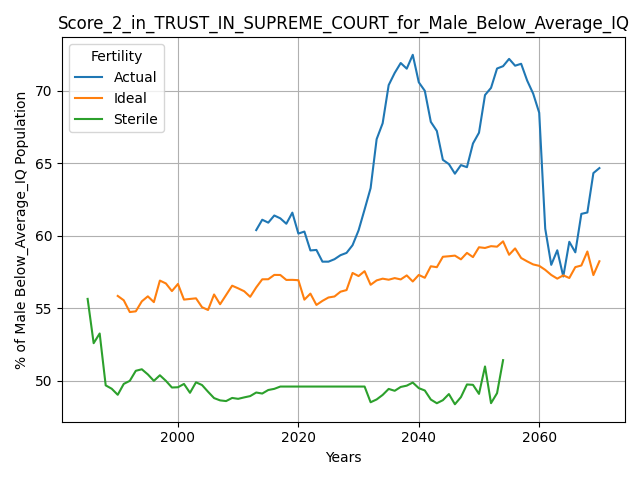 Score_2_in_TRUST_IN_SUPREME_COURT_for_Male_Below_Average_IQ
Fertility
Actual
Ideal
Sterile
% of Male Below_Average_IQ Population
70
65
60
55
50
2000
2020
2040
2060
Years